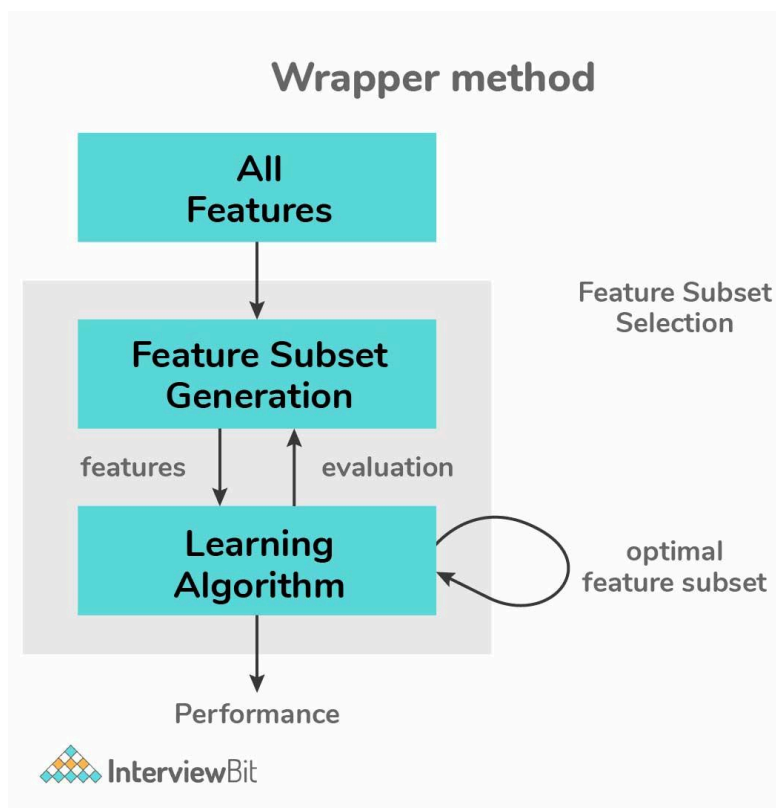 Wrapper method
All
Features
Feature Subset
Selection
Feature Subset
Generation
features
evaluation
Learning
Algorithm
optimal
feature subset
Performance
InterviewBit